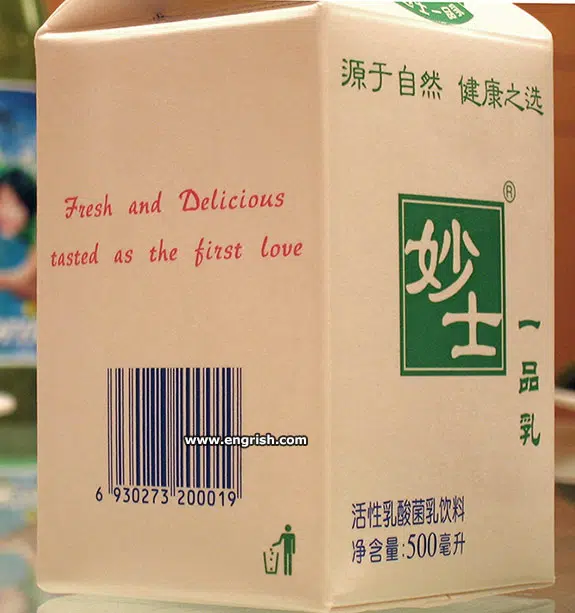 源于自然 健康之选
Fresh and Delicious
tasted as the first love
妙士
®
一品乳
www.engrish.com
6 930273 200019
活性乳酸菌乳饮料
净含量:500毫升